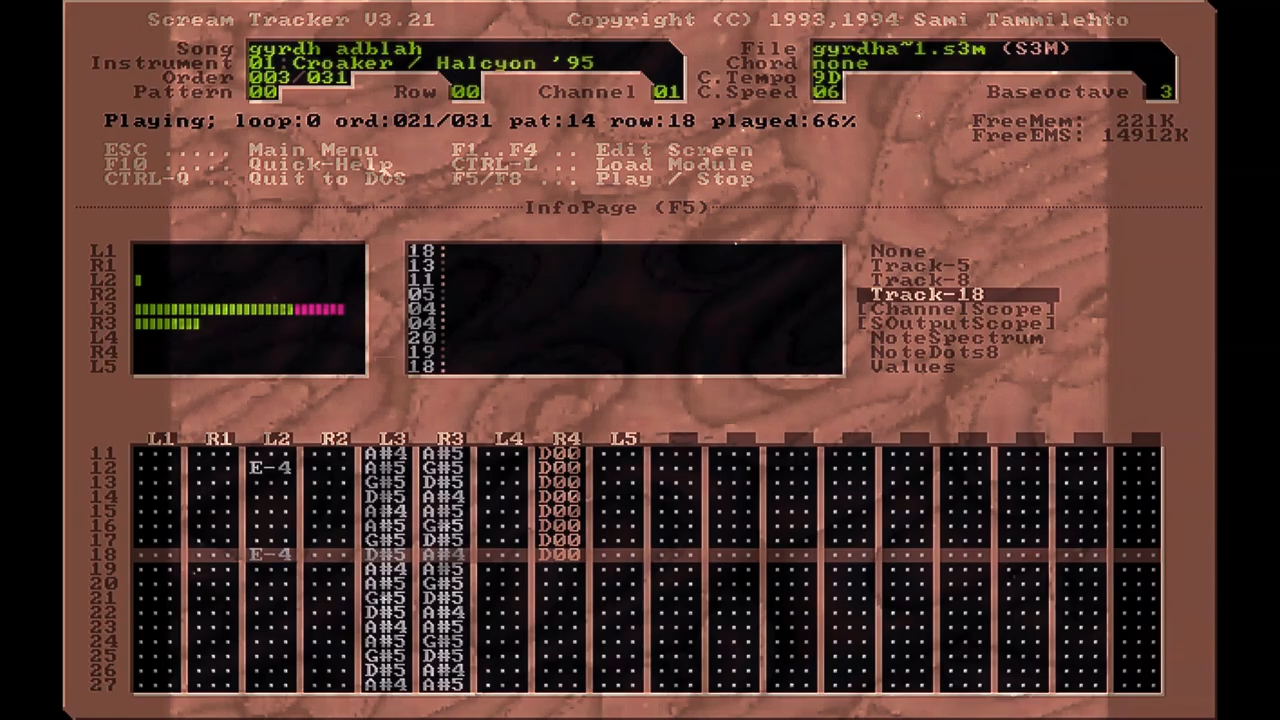 Scream Tracker V3.21 Copyright (C) 1993,1994 Sami Tammilehto
Song gyrdh adblah File gyrdha~1.s3m (S3M)
Instrument 01:Croaker / Halcyon '95 Chord none
Order 003/031 C.Tempo 9D
Pattern 00 Row 00 Channel 01 C.Speed 06 Baseoctave 3
Playing; loop:0 ord:021/031 pat:14 row:18 played:66% FreeMem: 221K
FreeEMS: 14912K
ESC ..... Main Menu F1..F4 .. Edit Screen
F10 ..... Quick-Help CTRL-L .. Load Module
CTRL-Q .. Quit to DOS F5/F8 ... Play / Stop
InfoPage (F5)
L1 18: None
R1 13: Track-5
L2 11: Track-8
R2 05: Track-18
L3 04: [ChannelScope]
R3 04: [SOutputScope]
L4 20: NoteSpectrum
R4 19: NoteDots8
L5 18: Values
L1 R1 L2 R2 L3 R3 L4 R4 L5
11 ... ... ... ... A#4 A#5 ... D00 ... ... ... ... ... ... ... ... ... ...
12 ... ... E-4 ... A#5 G#5 ... D00 ... ... ... ... ... ... ... ... ... ...
13 ... ... ... ... G#5 D#5 ... D00 ... ... ... ... ... ... ... ... ... ...
14 ... ... ... ... D#5 A#4 ... D00 ... ... ... ... ... ... ... ... ... ...
15 ... ... ... ... A#4 A#5 ... D00 ... ... ... ... ... ... ... ... ... ...
16 ... ... ... ... A#5 G#5 ... D00 ... ... ... ... ... ... ... ... ... ...
17 ... ... ... ... G#5 D#5 ... D00 ... ... ... ... ... ... ... ... ... ...
18 ... ... E-4 ... D#5 A#4 ... D00 ... ... ... ... ... ... ... ... ... ...
19 ... ... ... ... A#4 A#5 ... ... ... ... ... ... ... ... ... ... ... ...
20 ... ... ... ... A#5 G#5 ... ... ... ... ... ... ... ... ... ... ... ...
21 ... ... ... ... G#5 D#5 ... ... ... ... ... ... ... ... ... ... ... ...
22 ... ... ... ... D#5 A#4 ... ... ... ... ... ... ... ... ... ... ... ...
23 ... ... ... ... A#4 A#5 ... ... ... ... ... ... ... ... ... ... ... ...
24 ... ... ... ... A#5 G#5 ... ... ... ... ... ... ... ... ... ... ... ...
25 ... ... ... ... G#5 D#5 ... ... ... ... ... ... ... ... ... ... ... ...
26 ... ... ... ... D#5 A#4 ... ... ... ... ... ... ... ... ... ... ... ...
27 ... ... ... ... A#4 A#5 ... ... ... ... ... ... ... ... ... ... ... ...